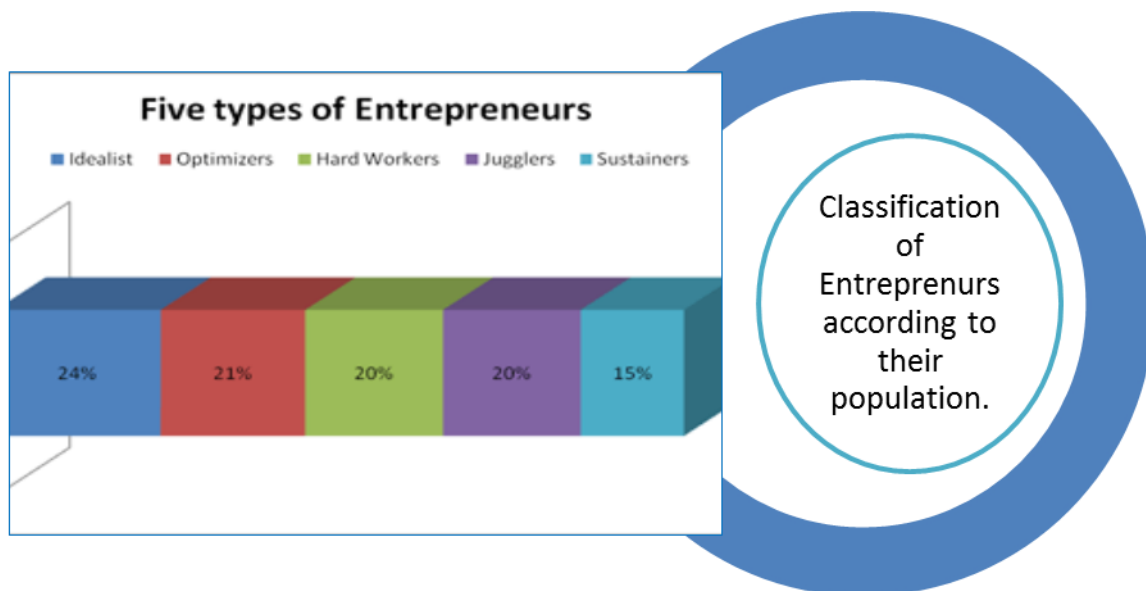 Five types of Entrepreneurs
Idealist Optimizers Hard Workers Jugglers Sustainers
24% 21% 20% 20% 15%
Classification
of
Entreprenurs
according to
their
population.